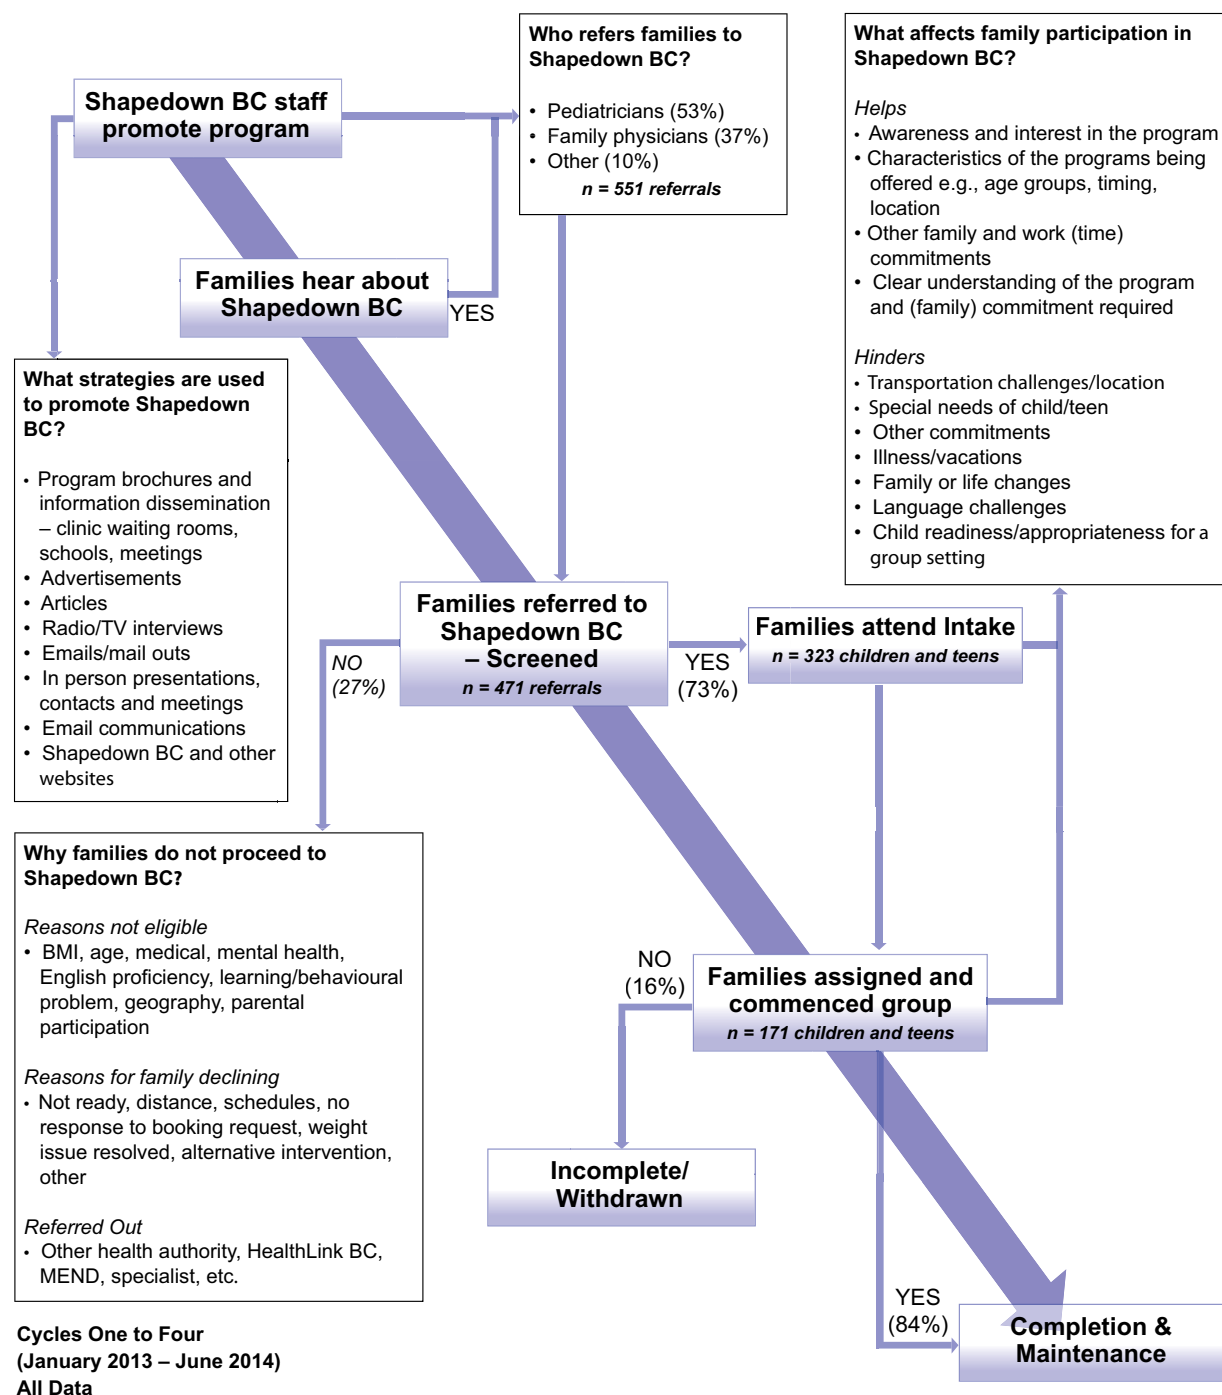 Shapedown BC staff
promote program
Who refers families to
Shapedown BC?
• Pediatricians (53%)
• Family physicians (37%)
• Other (10%)
n = 551 referrals
What affects family participation in
Shapedown BC?
Helps
• Awareness and interest in the program
• Characteristics of the programs being
offered e.g., age groups, timing,
location
• Other family and work (time)
commitments
• Clear understanding of the program
and (family) commitment required
Hinders
• Transportation challenges/location
• Special needs of child/teen
• Other commitments
• Illness/vacations
• Family or life changes
• Language challenges
• Child readiness/appropriateness for a
group setting
Families hear about
Shapedown BC
YES
What strategies are used
to promote Shapedown
BC?
• Program brochures and
information dissemination
– clinic waiting rooms,
schools, meetings
• Advertisements
• Articles
• Radio/TV interviews
• Emails/mail outs
• In person presentations,
contacts and meetings
• Email communications
• Shapedown BC and other
websites
Families referred to
Shapedown BC
– Screened
n = 471 referrals
NO
(27%)
YES
(73%)
Families attend Intake
n = 323 children and teens
Why families do not proceed to
Shapedown BC?
Reasons not eligible
• BMI, age, medical, mental health,
English proficiency, learning/behavioural
problem, geography, parental
participation
Reasons for family declining
• Not ready, distance, schedules, no
response to booking request, weight
issue resolved, alternative intervention,
other
Referred Out
• Other health authority, HealthLink BC,
MEND, specialist, etc.
NO
(16%)
Families assigned and
commenced group
n = 171 children and teens
Incomplete/
Withdrawn
YES
(84%)
Completion &
Maintenance
Cycles One to Four
(January 2013 – June 2014)
All Data